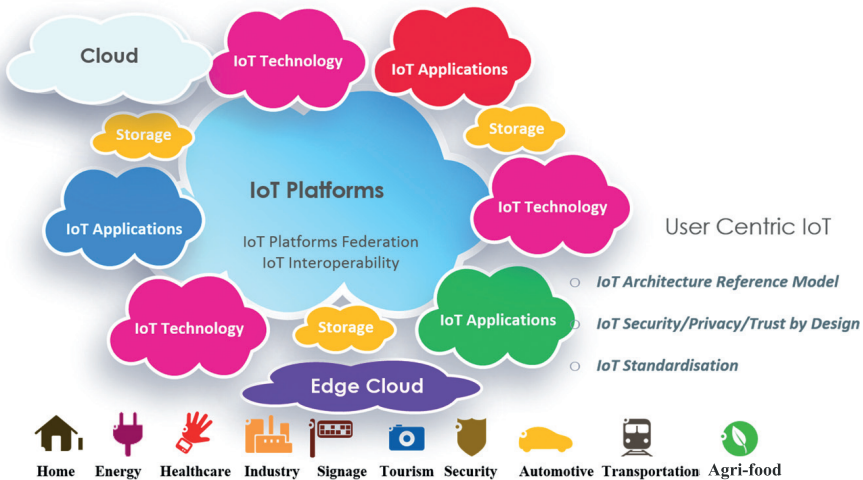 Cloud
IoT Technology
IoT Applications
Storage
Storage
IoT Platforms
IoT Technology
IoT Applications
User Centric IoT
IoT Platforms Federation
IoT Interoperability
IoT Architecture Reference Model
IoT Technology
Storage
IoT Applications
IoT Security/Privacy/Trust by Design
IoT Standardisation
Edge Cloud
Home Energy Healthcare Industry Signage Tourism Security Automotive Transportation Agri-food